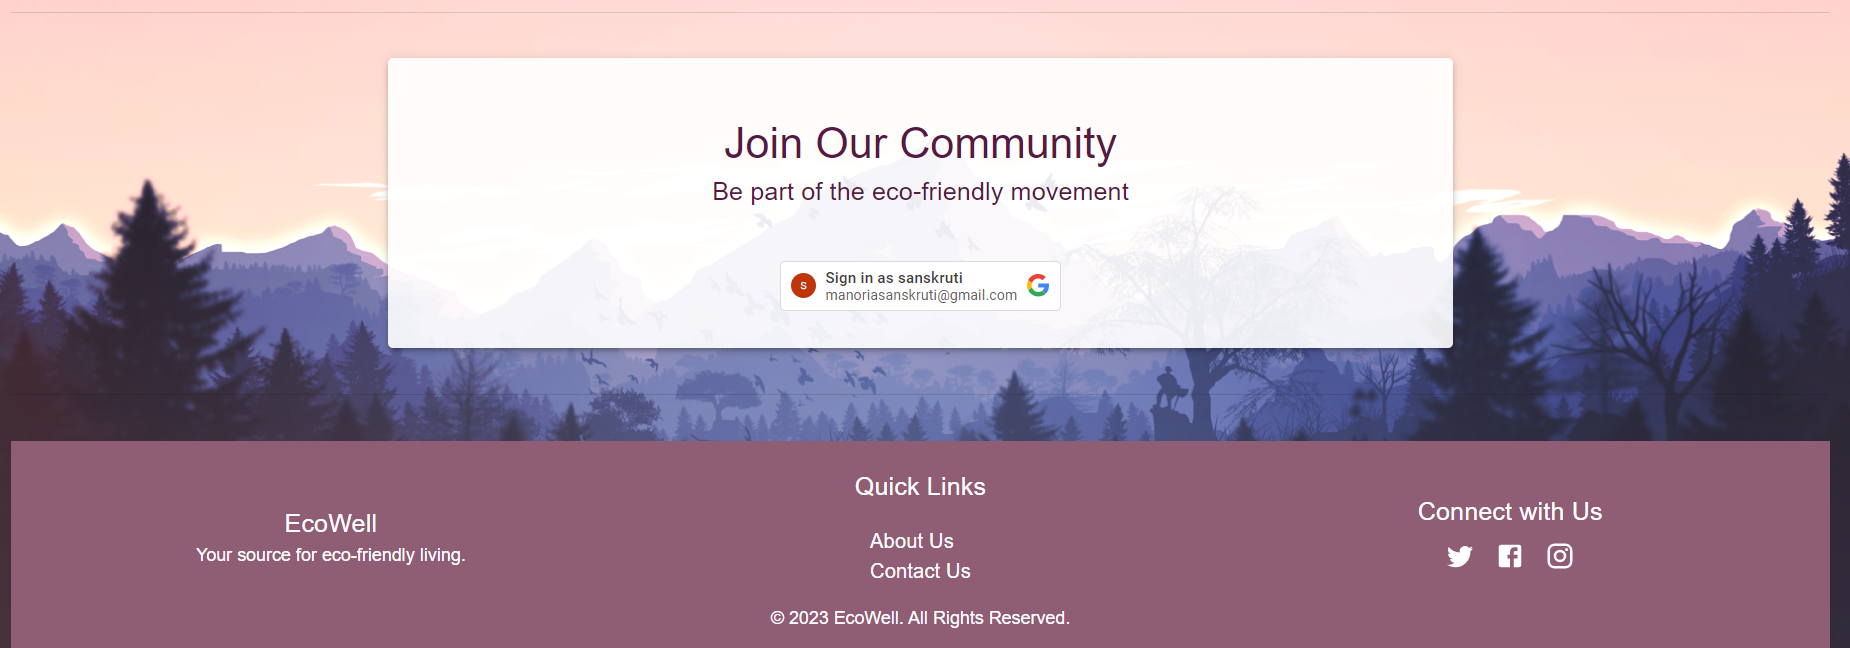 Join Our Community
Be part of the eco-friendly movement
s
Sign in as sanskruti
manoriasanskruti@gmail.com
EcoWell
Your source for eco-friendly living.
Quick Links
About Us
Contact Us
Connect with Us
© 2023 EcoWell. All Rights Reserved.